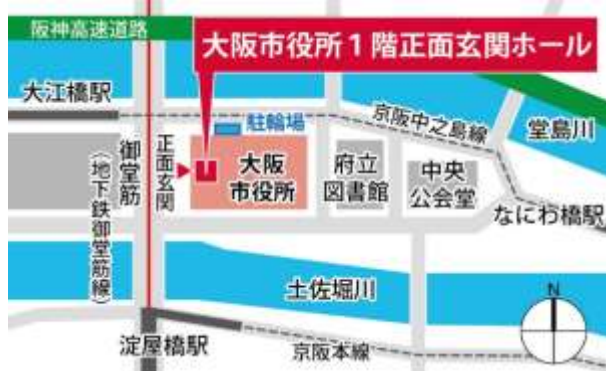 阪神高速道路
大阪市役所1階正面玄関ホール
大江橋駅
駐輪場
京阪中之島線
堂島川
御堂筋
(地下鉄御堂筋線)
正面玄関
大阪
市役所
府立
図書館
中央
公会堂
なにわ橋駅
土佐堀川
N
淀屋橋駅
京阪本線